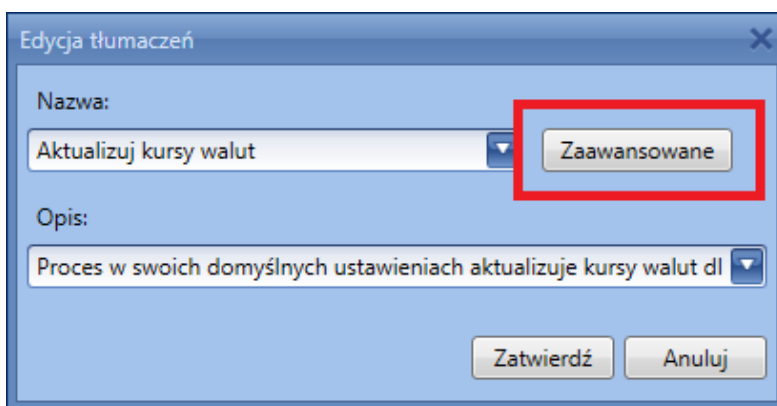 Edycja tłumaczeń
Nazwa:
Aktualizuj kursy walut
Zaawansowane
Opis:
Proces w swoich domyślnych ustawieniach aktualizuje kursy walut dl
Zatwierdź
Anuluj